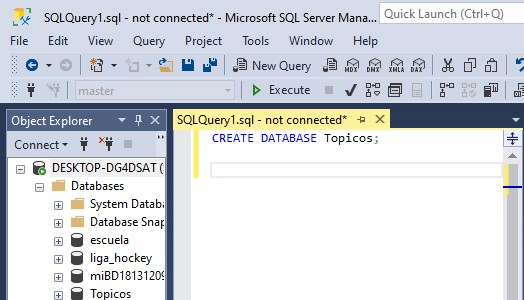 SQLQuery1.sql - not connected* - Microsoft SQL Server Mana...
Quick Launch (Ctrl+Q)
File Edit View Query Project Tools Window Help
New Query MDX DMX XMLA DAX
master Execute
Object Explorer
Connect
DESKTOP-DG4DSAT (
Databases
System Databa
Database Snap
escuela
liga_hockey
miBD18131209
Topicos
SQLQuery1.sql - not connected*
CREATE DATABASE Topicos;